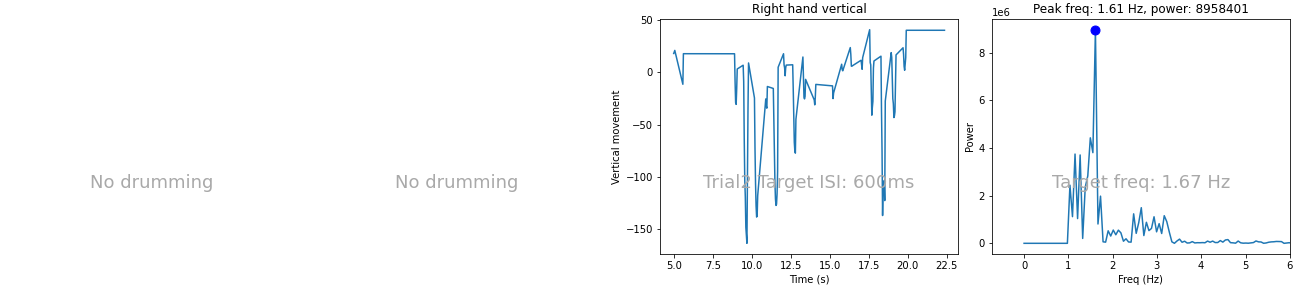 No drumming
No drumming
Right hand vertical
Vertical movement
50
0
−50
−100
−150
Trial2 Target ISI: 600ms
5.0 7.5 10.0 12.5 15.0 17.5 20.0 22.5
Time (s)
Peak freq: 1.61 Hz, power: 8958401
1e6
Power
8
6
4
2
0
Target freq: 1.67 Hz
0 1 2 3 4 5 6
Freq (Hz)